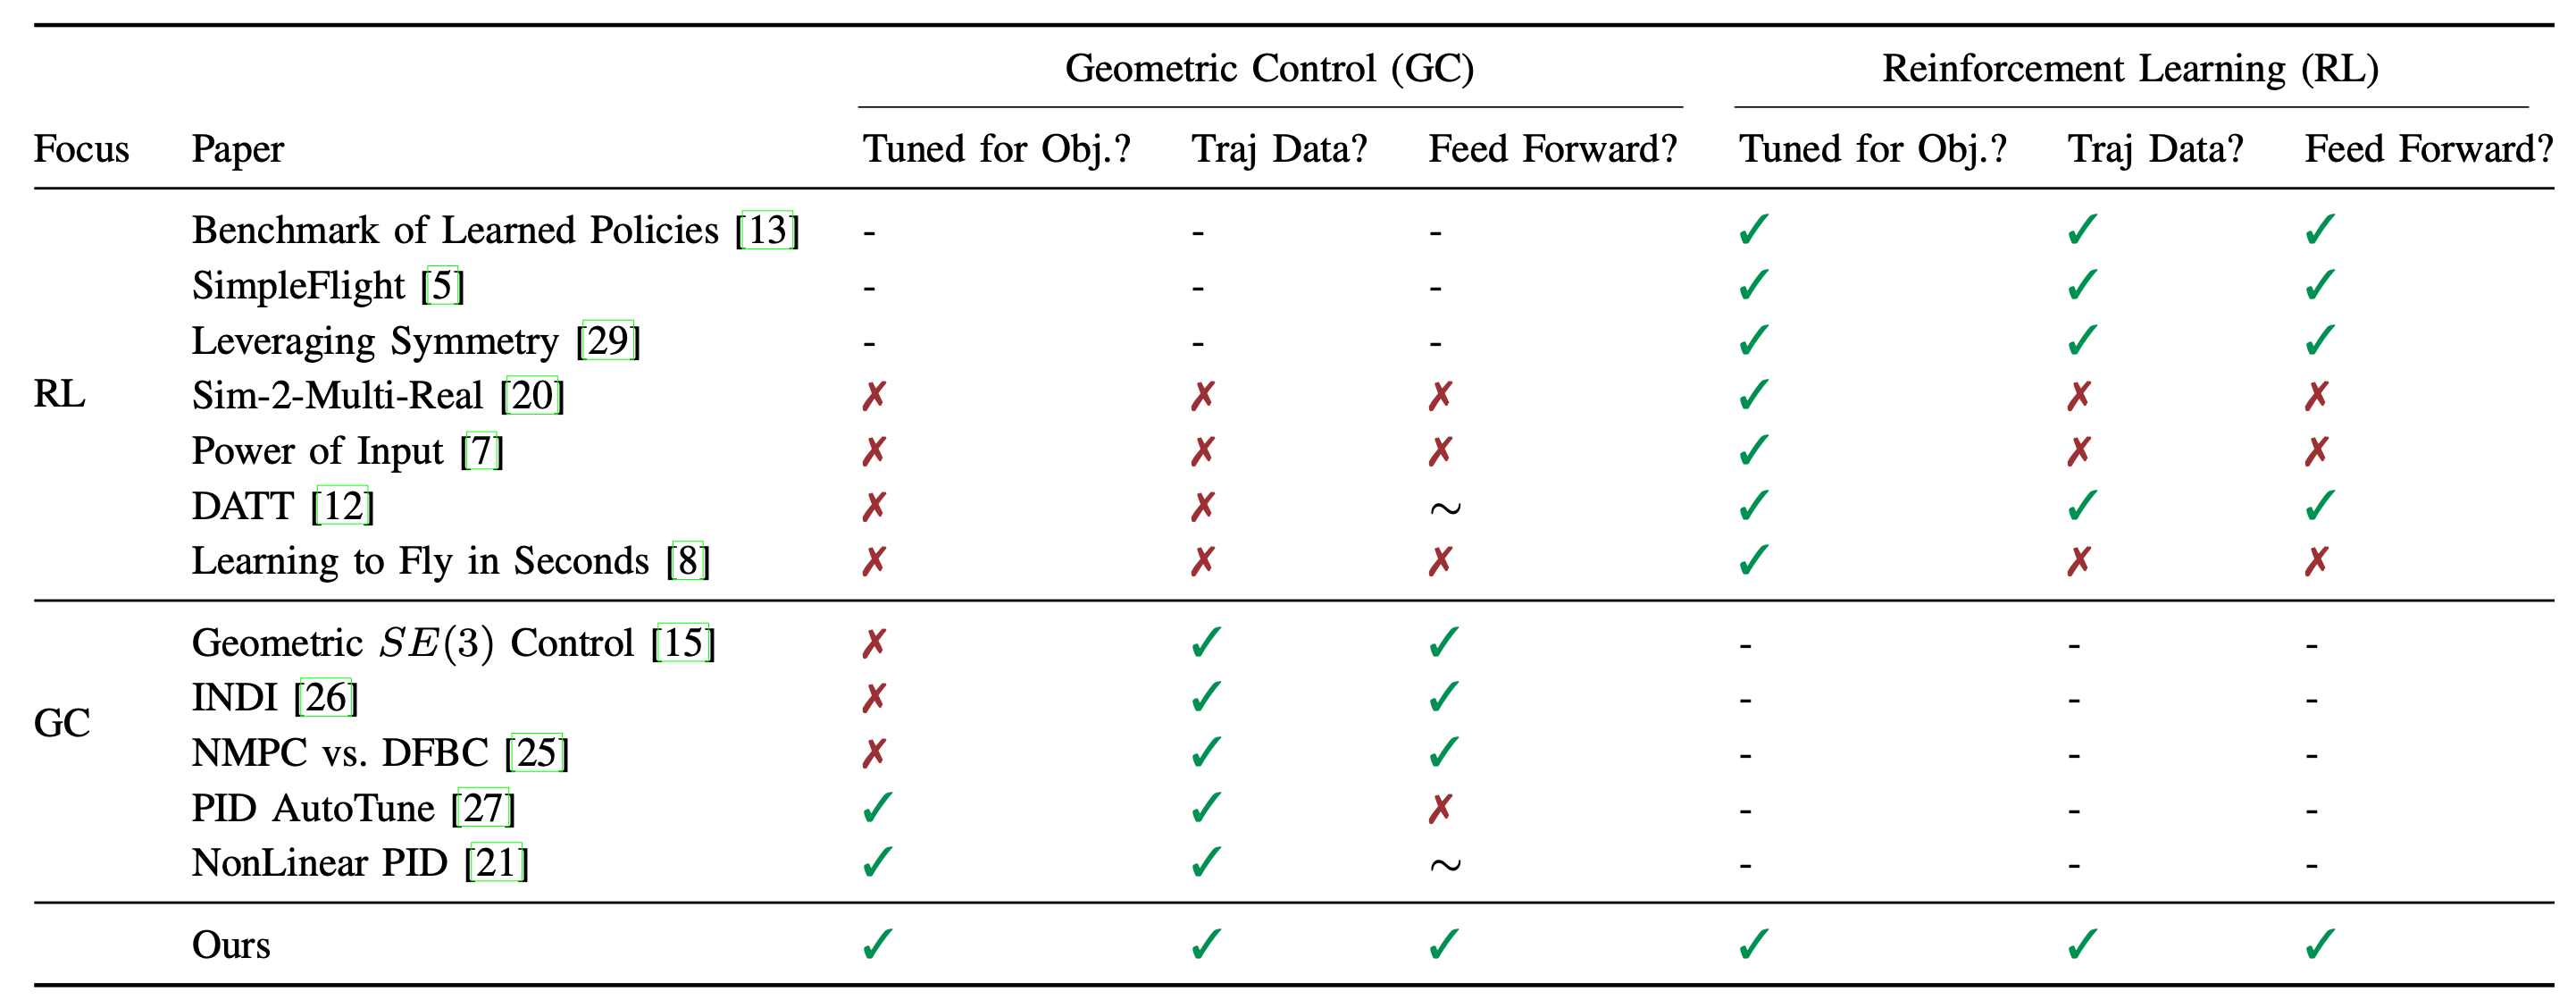 Geometric Control (GC) Reinforcement Learning (RL)
Focus Paper Tuned for Obj.? Traj Data? Feed Forward? Tuned for Obj.? Traj Data? Feed Forward?
Benchmark of Learned Policies [13] - - - ✓ ✓ ✓
SimpleFlight [5] - - - ✓ ✓ ✓
Leveraging Symmetry [29] - - - ✓ ✓ ✓
RL Sim-2-Multi-Real [20] ✗ ✗ ✗ ✓ ✗ ✗
Power of Input [7] ✗ ✗ ✗ ✓ ✗ ✗
DATT [12] ✗ ✗ ~ ✓ ✓ ✓
Learning to Fly in Seconds [8] ✗ ✗ ✗ ✓ ✗ ✗
Geometric SE(3) Control [15] ✗ ✓ ✓ - - -
INDI [26] ✗ ✓ ✓ - - -
GC
NMPC vs. DFBC [25] ✗ ✓ ✓ - - -
PID AutoTune [27] ✓ ✓ ✗ - - -
NonLinear PID [21] ✓ ✓ ~ - - -
Ours ✓ ✓ ✓ ✓ ✓ ✓